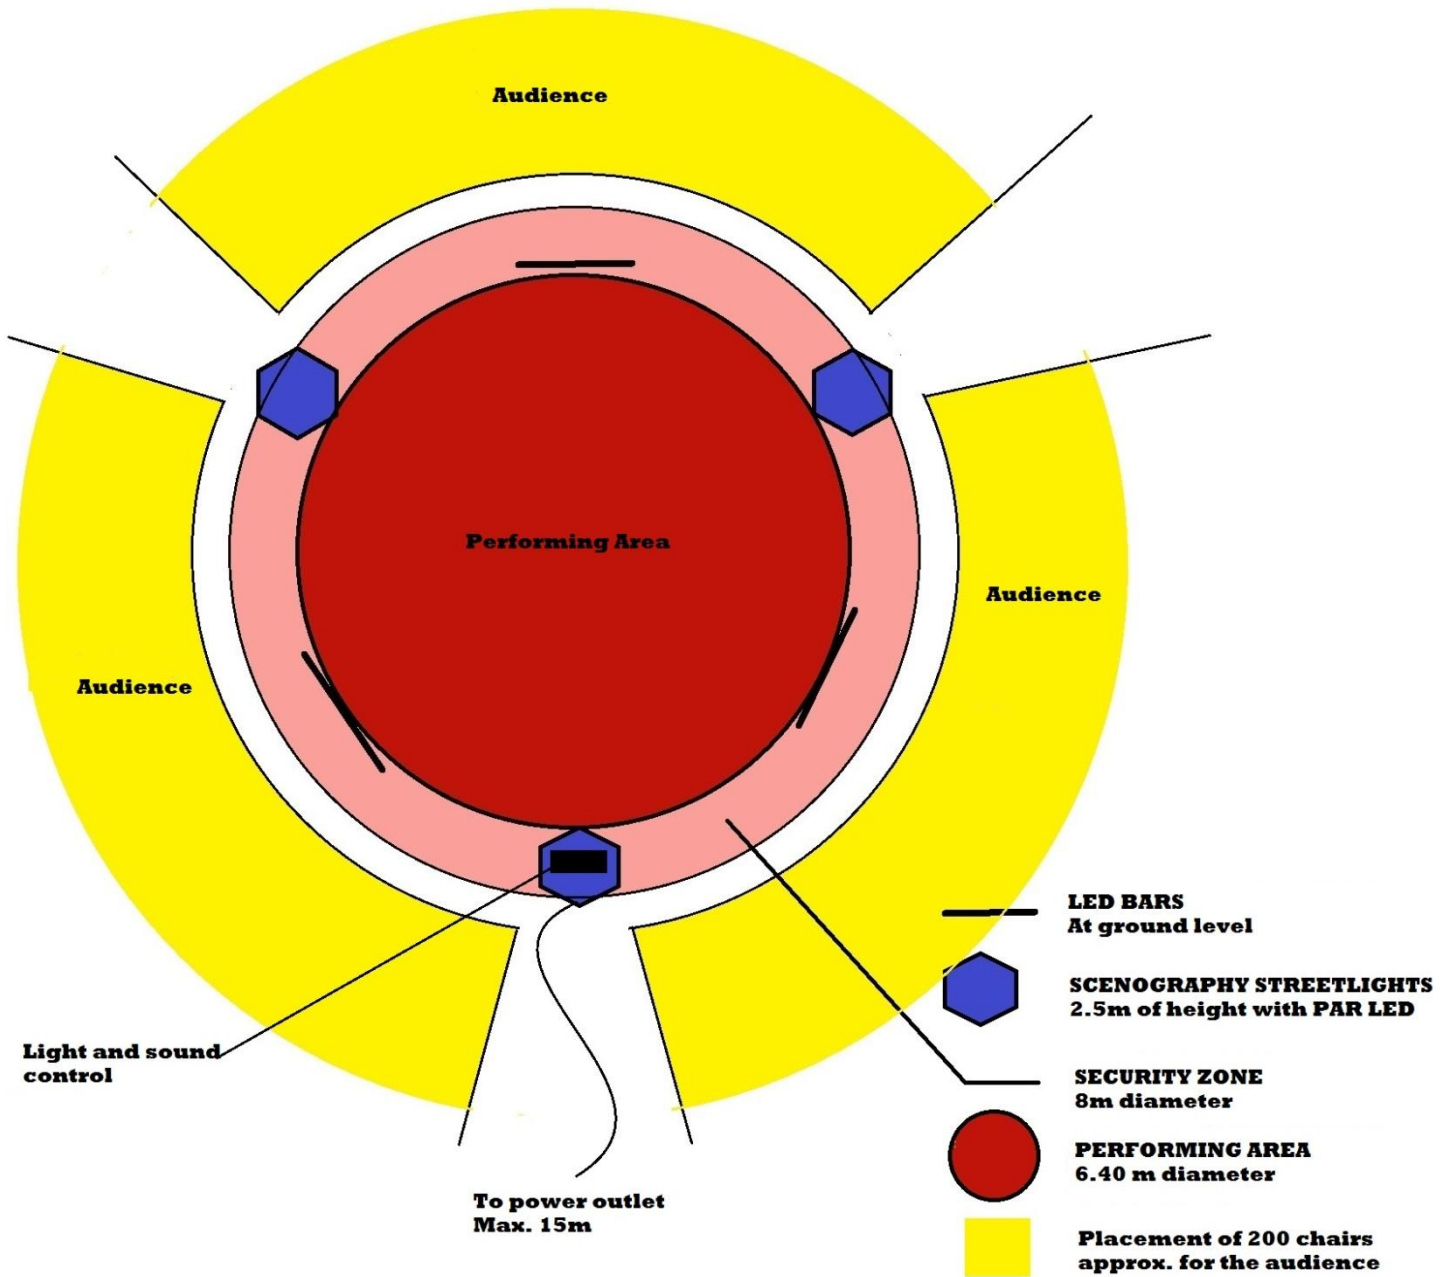 Audience
Performing Area
Audience
Audience
LED BARS
At ground level
SCENOGRAPHY STREETLIGHTS
2.5m of height with PAR LED
Light and sound
control
SECURITY ZONE
8m diameter
PERFORMING AREA
6.40 m diameter
To power outlet
Max. 15m
Placement of 200 chairs
approx. for the audience